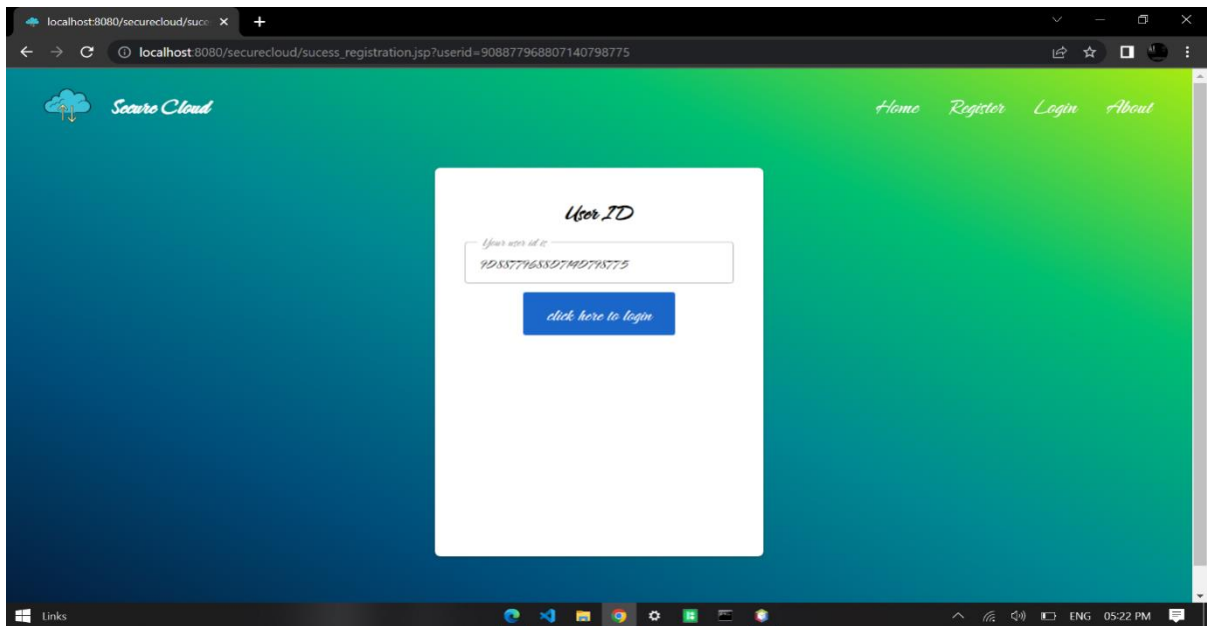 localhost:8080/securecloud/suce
localhost:8080/securecloud/sucess_registration.jsp?userid=908877968807140798775
Secure Cloud
Home Register Login About
User ID
Your user id is
908877968807140798775
click here to login
Links
ENG 05:22 PM